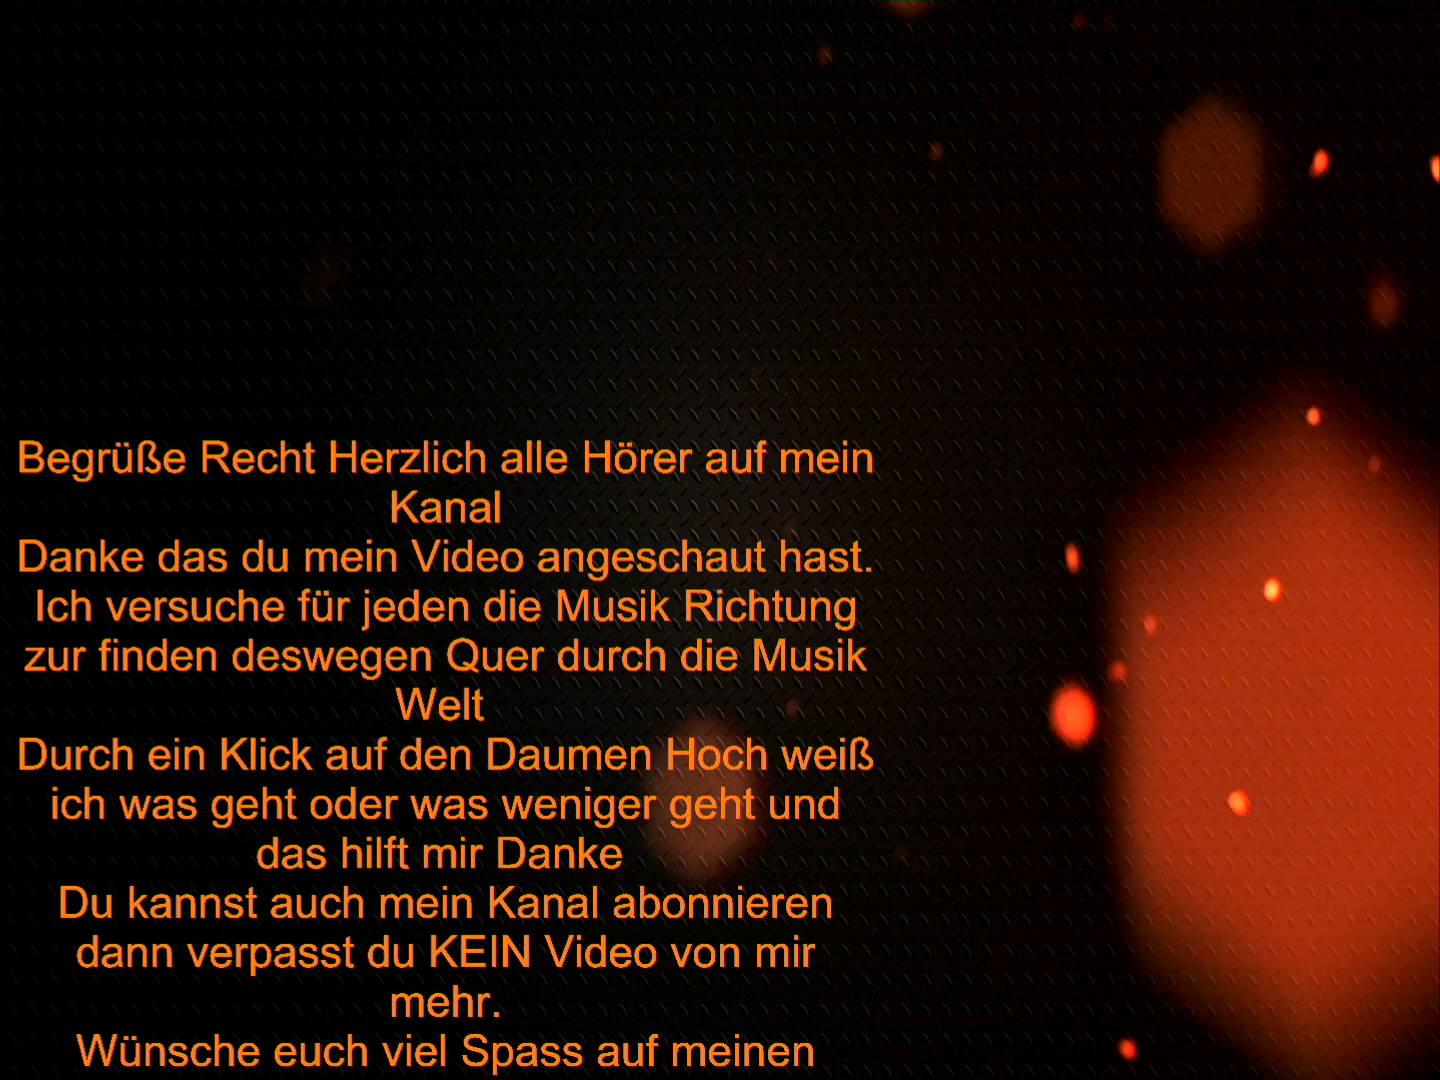 Begrüße Recht Herzlich alle Hörer auf mein
Kanal
Danke das du mein Video angeschaut hast.
Ich versuche für jeden die Musik Richtung
zur finden deswegen Quer durch die Musik
Welt
Durch ein Klick auf den Daumen Hoch weiß
ich was geht oder was weniger geht und
das hilft mir Danke
Du kannst auch mein Kanal abonnieren
dann verpasst du KEIN Video von mir
mehr.
Wünsche euch viel Spass auf meinen